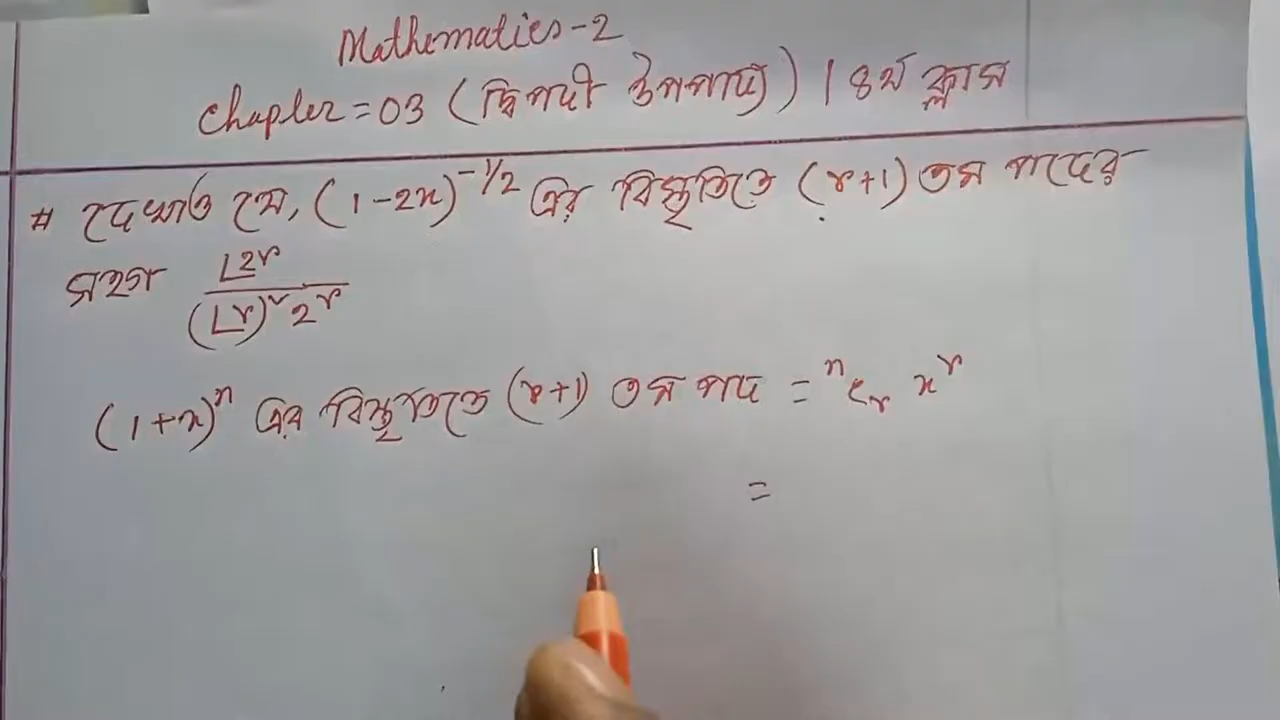 Mathematics-2
Chapter = 03 (দ্বিপদী উপপাদ্য) | ৪র্থ ক্লাস
# দেখাও যে, (1-2x)^{-1/2} এর বিস্তৃতিতে (r+1) তম পদের
সহগ \frac{∟2r}{(∟r)^২ 2^r}
(1+x)^n এর বিস্তৃতিতে (r+1) তম পদ = ^nC_r x^r
=